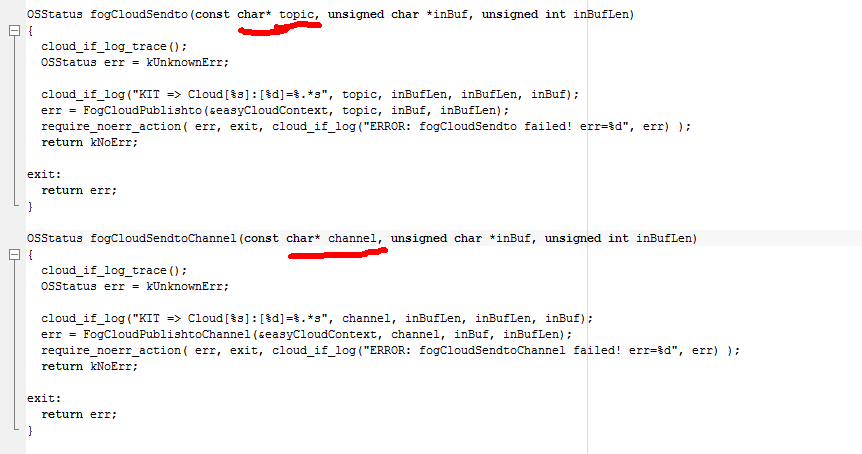 OSStatus fogCloudSendto(const char* topic, unsigned char *inBuf, unsigned int inBufLen)
{
  cloud_if_log_trace();
  OSStatus err = kUnknownErr;

  cloud_if_log("KIT => Cloud[%s]:[%d]=%.*s", topic, inBufLen, inBufLen, inBuf);
  err = FogCloudPublishto(&easyCloudContext, topic, inBuf, inBufLen);
  require_noerr_action( err, exit, cloud_if_log("ERROR: fogCloudSendto failed! err=%d", err) );
  return kNoErr;

exit:
  return err;
}

OSStatus fogCloudSendtoChannel(const char* channel, unsigned char *inBuf, unsigned int inBufLen)
{
  cloud_if_log_trace();
  OSStatus err = kUnknownErr;

  cloud_if_log("KIT => Cloud[%s]:[%d]=%.*s", channel, inBufLen, inBufLen, inBuf);
  err = FogCloudPublishtoChannel(&easyCloudContext, channel, inBuf, inBufLen);
  require_noerr_action( err, exit, cloud_if_log("ERROR: fogCloudSendtoChannel failed! err=%d", err) );
  return kNoErr;

exit:
  return err;
}